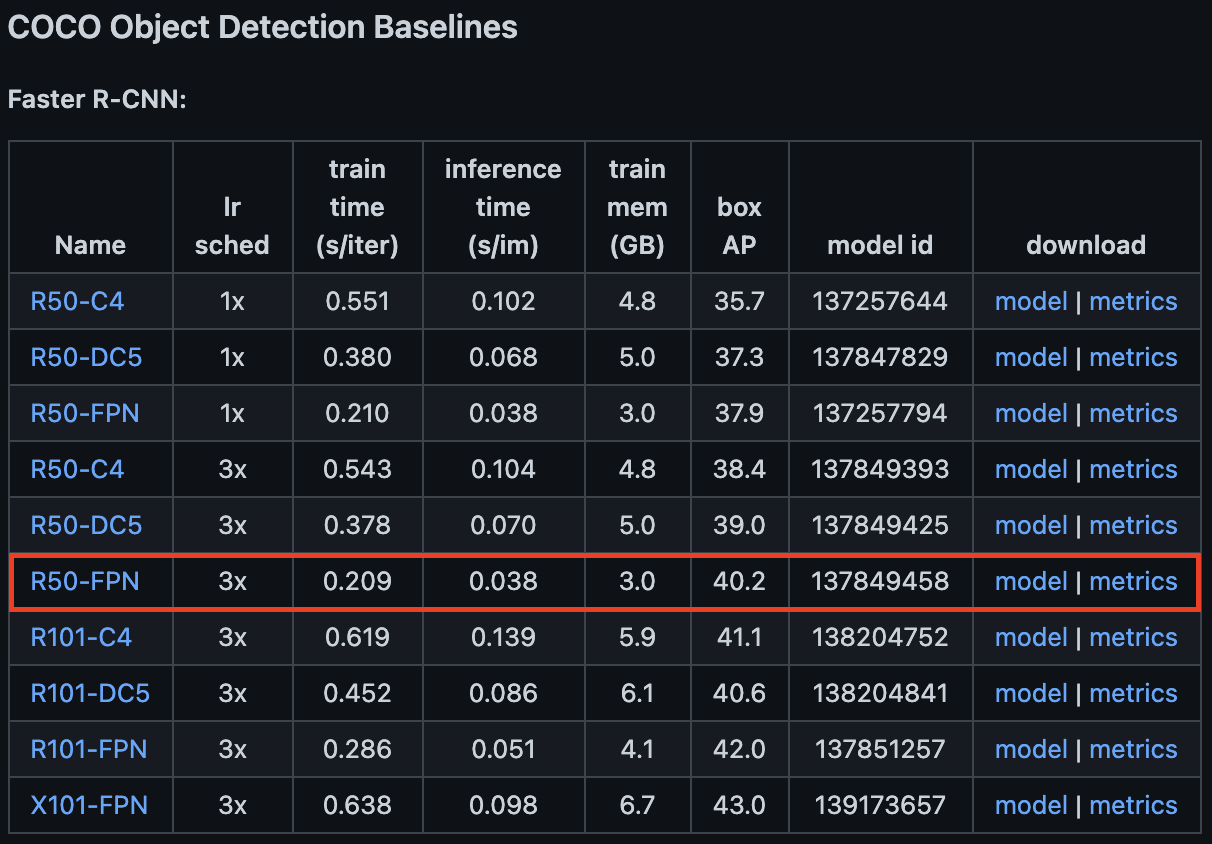 COCO Object Detection Baselines
Faster R-CNN:
Name lr sched train time (s/iter) inference time (s/im) train mem (GB) box AP model id download
R50-C4 1x 0.551 0.102 4.8 35.7 137257644 model | metrics
R50-DC5 1x 0.380 0.068 5.0 37.3 137847829 model | metrics
R50-FPN 1x 0.210 0.038 3.0 37.9 137257794 model | metrics
R50-C4 3x 0.543 0.104 4.8 38.4 137849393 model | metrics
R50-DC5 3x 0.378 0.070 5.0 39.0 137849425 model | metrics
R50-FPN 3x 0.209 0.038 3.0 40.2 137849458 model | metrics
R101-C4 3x 0.619 0.139 5.9 41.1 138204752 model | metrics
R101-DC5 3x 0.452 0.086 6.1 40.6 138204841 model | metrics
R101-FPN 3x 0.286 0.051 4.1 42.0 137851257 model | metrics
X101-FPN 3x 0.638 0.098 6.7 43.0 139173657 model | metrics